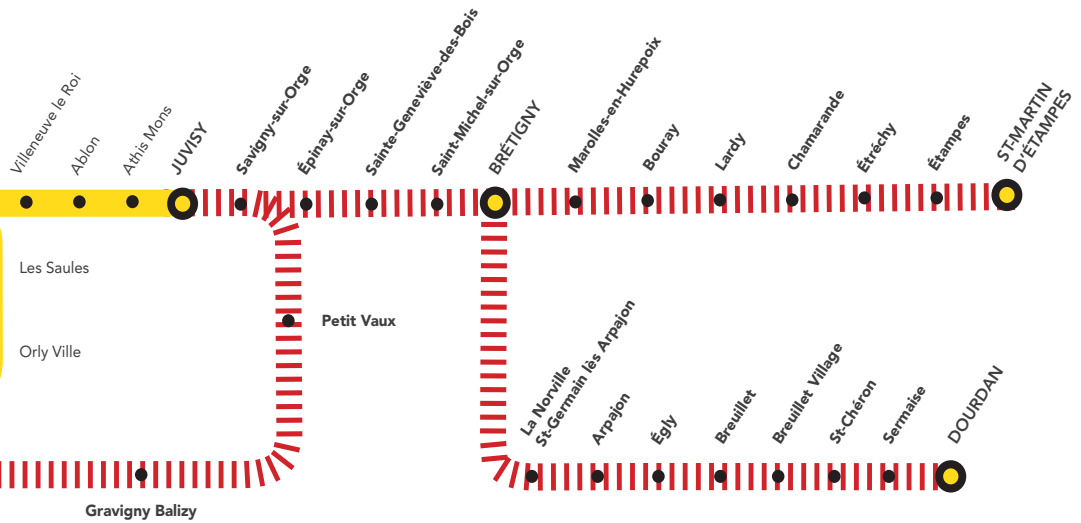 Villeneuve le Roi
Ablon
Athis Mons
JUVISY
Savigny-sur-Orge
Épinay-sur-Orge
Sainte-Geneviève-des-Bois
Saint-Michel-sur-Orge
BRÉTIGNY
Marolles-en-Hurepoix
Bouray
Lardy
Chamarande
Étréchy
Étampes
ST-MARTIN
D'ÉTAMPES
Les Saules
Petit Vaux
Orly Ville
La Norville
St-Germain lès Arpajon
Arpajon
Égly
Breuillet
Breuillet Village
St-Chéron
Sermaise
DOURDAN
Gravigny Balizy